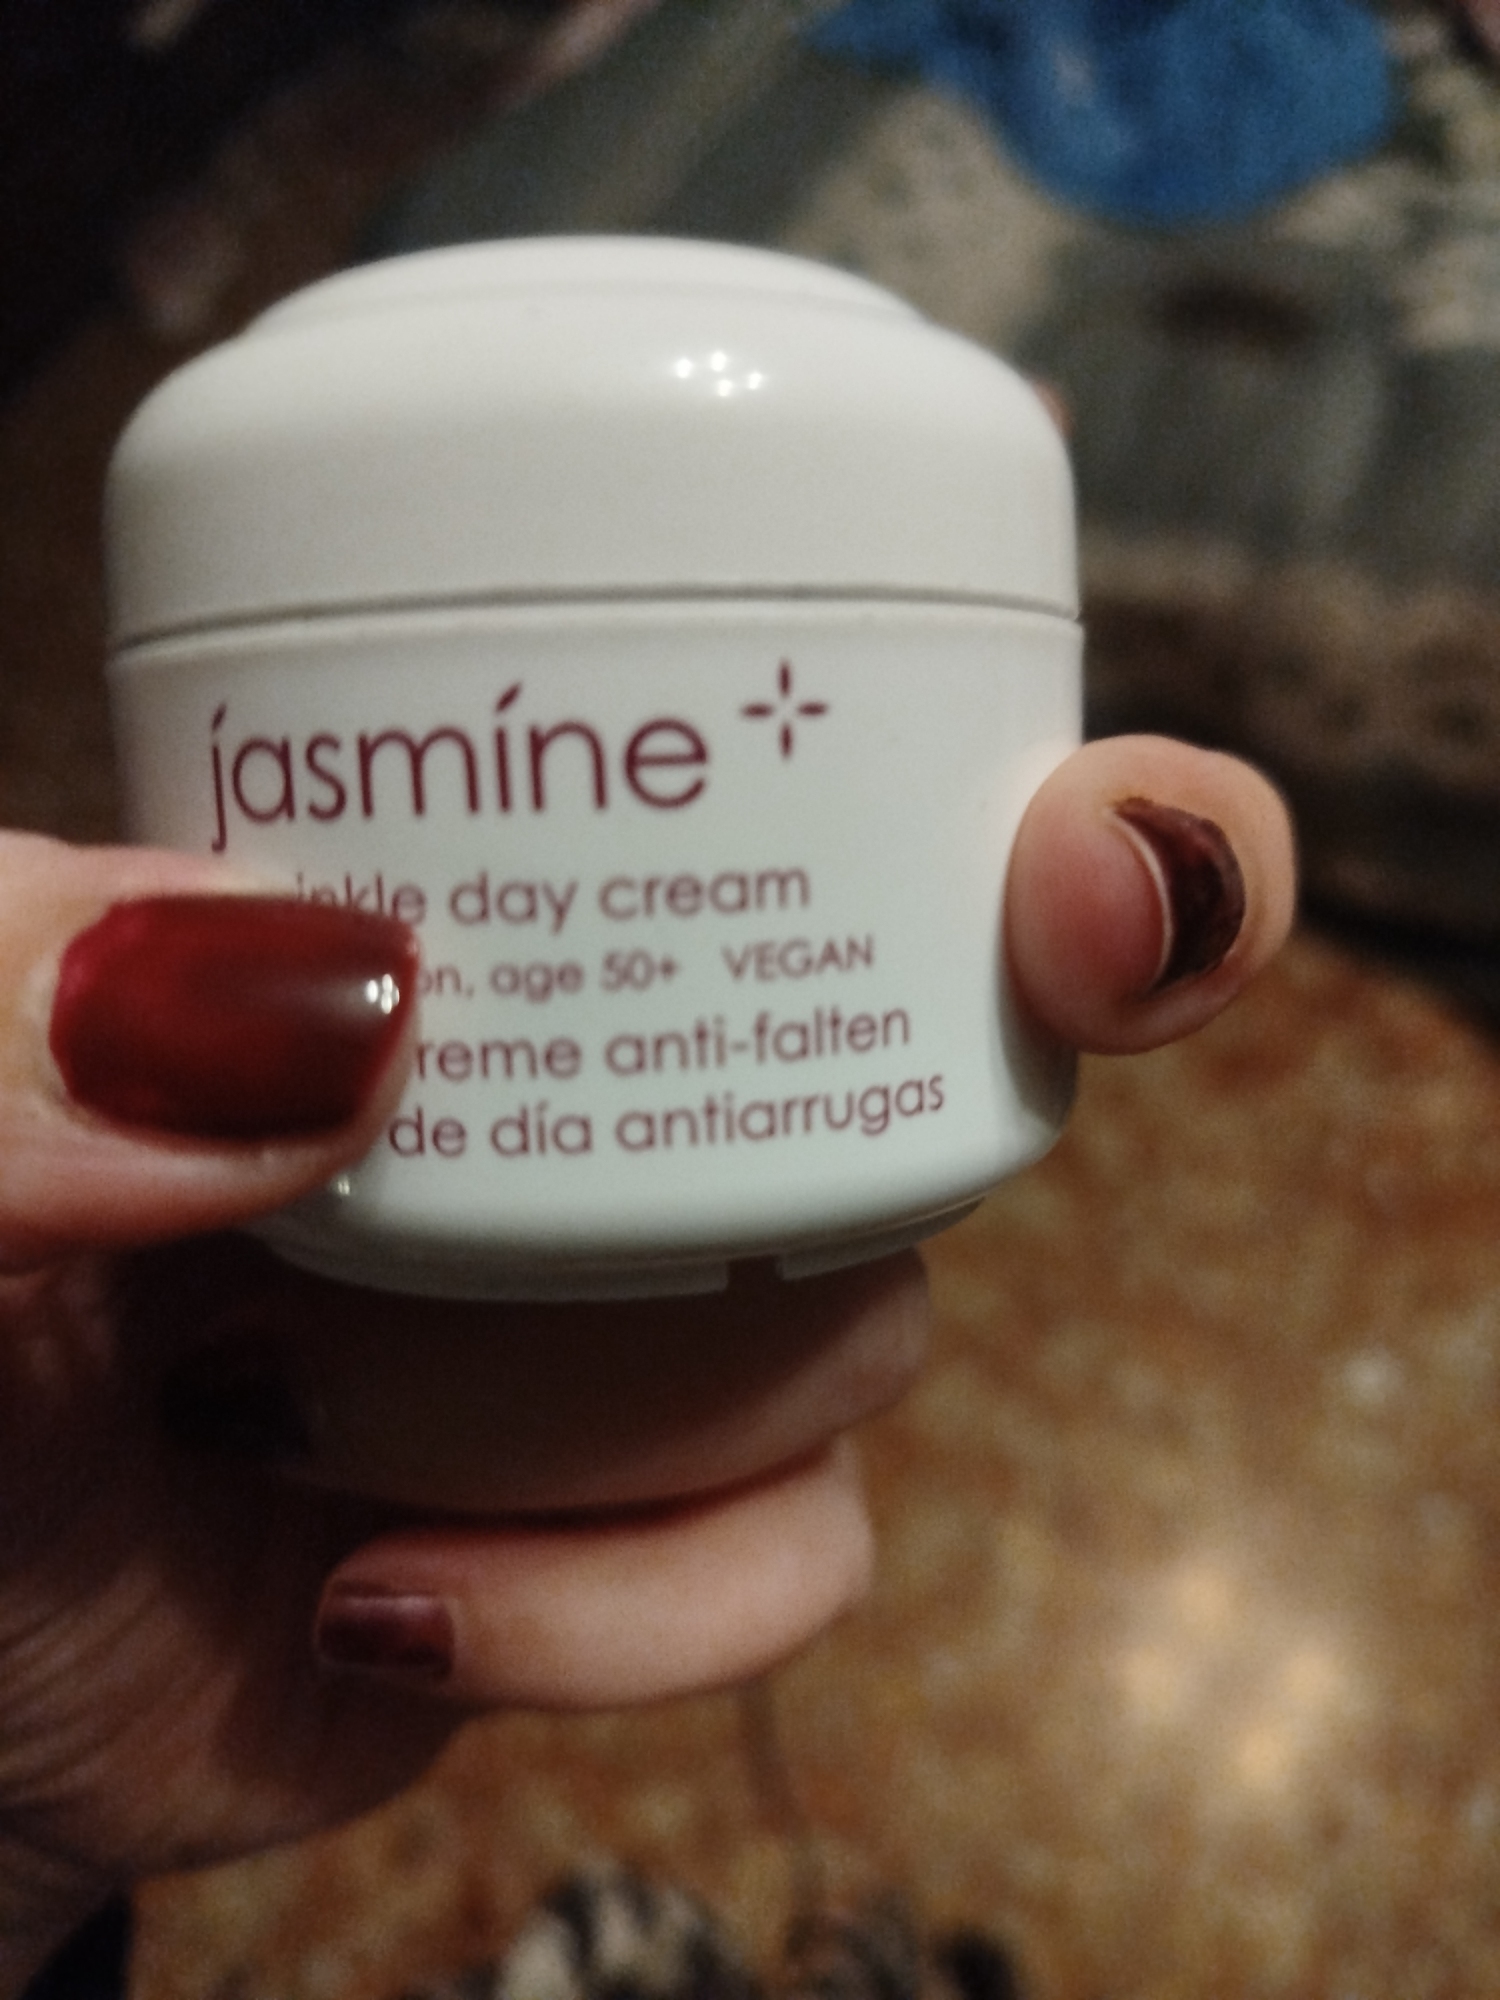 jasmíne
inkle day cream
on, age 50+ VEGAN
reme anti-falten
de día antiarrugas